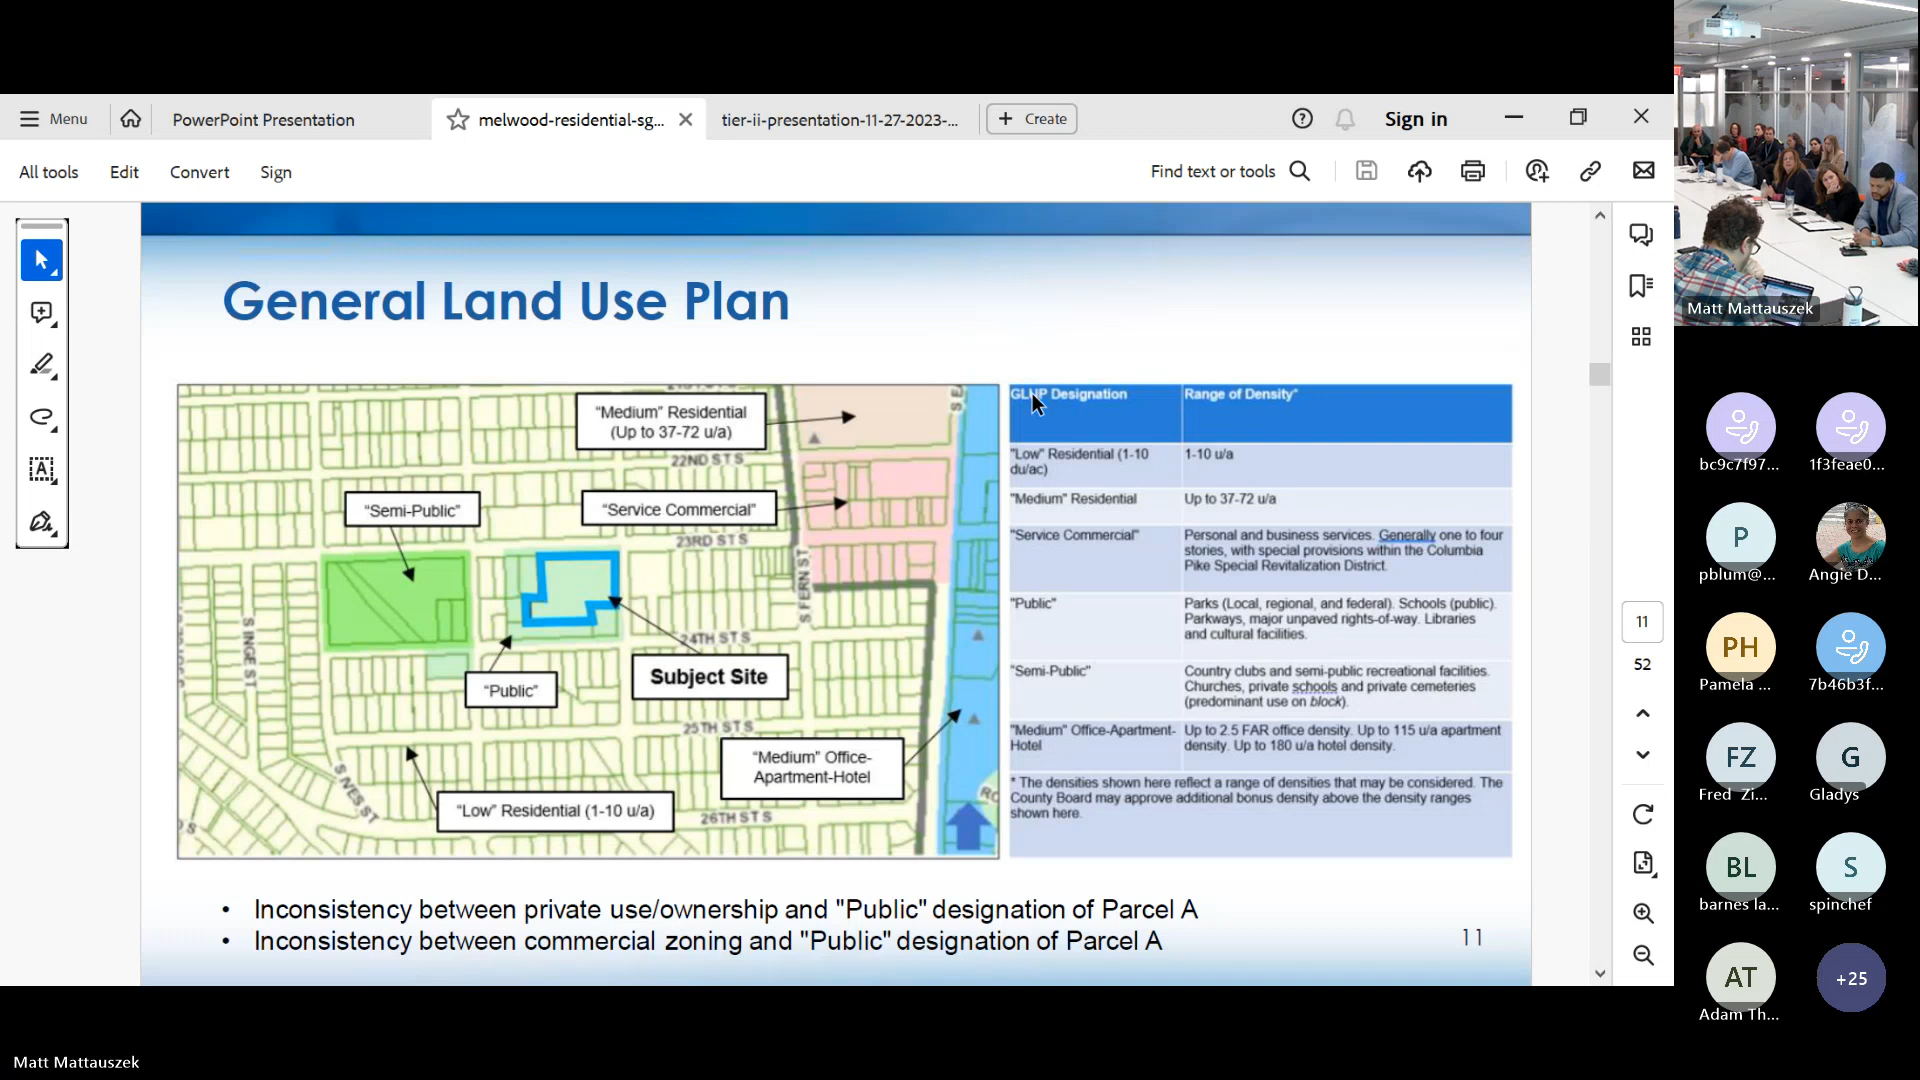 Menu
PowerPoint Presentation
melwood-residential-sg...
tier-ii-presentation-11-27-2023-...
Create
Sign in
All tools
Edit
Convert
Sign
Find text or tools
General Land Use Plan
"Medium" Residential
(Up to 37-72 u/a)
22ND ST S
"Semi-Public"
"Service Commercial"
23RD ST S
S FERN ST
S INGE ST
24TH ST S
Subject Site
"Public"
25TH ST S
"Medium" Office-
Apartment-Hotel
S IVES ST
"Low" Residential (1-10 u/a)
26TH ST S
GLUP Designation
Range of Density*
"Low" Residential (1-10
du/ac)
1-10 u/a
"Medium" Residential
Up to 37-72 u/a
"Service Commercial"
Personal and business services. Generally one to four
stories, with special provisions within the Columbia
Pike Special Revitalization District.
"Public"
Parks (Local, regional, and federal). Schools (public).
Parkways, major unpaved rights-of-way. Libraries
and cultural facilities.
"Semi-Public"
Country clubs and semi-public recreational facilities.
Churches, private schools and private cemeteries
(predominant use on block).
"Medium" Office-Apartment-
Hotel
Up to 2.5 FAR office density. Up to 115 u/a apartment
density. Up to 180 u/a hotel density.
* The densities shown here reflect a range of densities that may be considered. The
County Board may approve additional bonus density above the density ranges
shown here.
• Inconsistency between private use/ownership and "Public" designation of Parcel A
• Inconsistency between commercial zoning and "Public" designation of Parcel A
11
11
52
Matt Mattauszek
bc9c7f97...
1f3feae0...
P
pblum@...
Angie D...
PH
Pamela ...
7b46b3f...
FZ
Fred Zi...
G
Gladys
BL
barnes la...
S
spinchef
AT
Adam Th...
+25
Matt Mattauszek